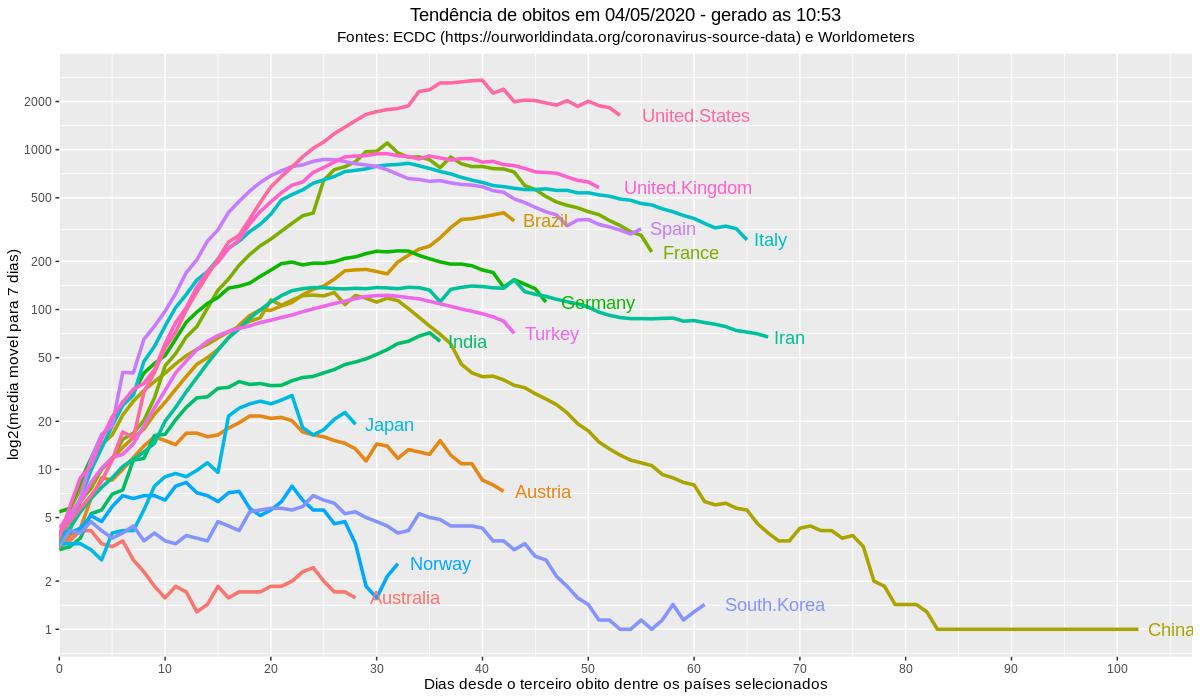 Tendência de obitos em 04/05/2020 - gerado as 10:53
Fontes: ECDC (https://ourworldindata.org/coronavirus-source-data) e Worldometers
log2(media movel para 7 dias)
2000
1000
500
200
100
50
20
10
5
2
1
United.States
United.Kingdom
Brazil
Spain
Italy
France
Germany
Turkey
India
Iran
Japan
Austria
Norway
Australia
South.Korea
China
0 10 20 30 40 50 60 70 80 90 100
Dias desde o terceiro obito dentre os países selecionados